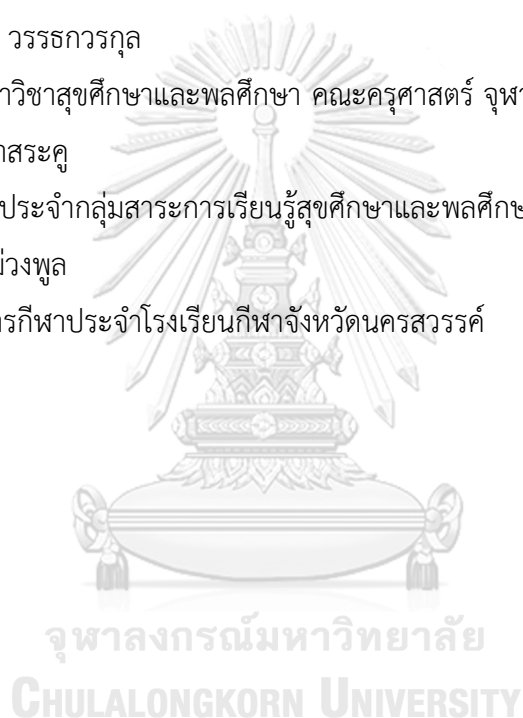 วรรธกวรกุล
าวิชาสุขศึกษาและพลศึกษา คณะครุศาสตร์ จุฬา
าสระคู
ประจำกลุ่มสาระการเรียนรู้สุขศึกษาและพลศึกษ
ม่วงพูล
ารกีฬาประจำโรงเรียนกีฬาจังหวัดนครสวรรค์
จุฬาลงกรณ์มหาวิทยาลัย
CHULALONGKORN UNIVERSITY